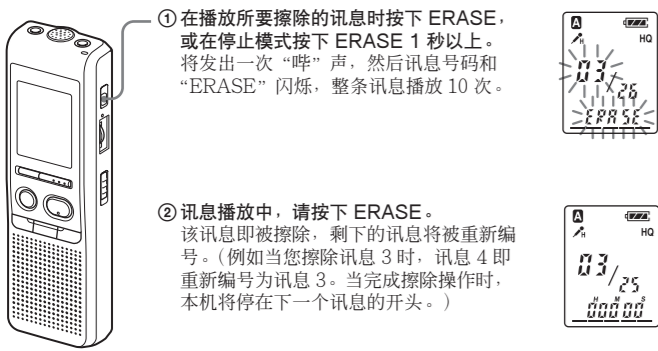 ①在播放所要擦除的讯息时按下 ERASE，
或在停止模式按下 ERASE 1 秒以上。
将发出一次“哔”声，然后讯息号码和
“ERASE”闪烁，整条讯息播放 10 次。
A
H HQ
03/26
ERASE
②讯息播放中，请按下 ERASE。
该讯息即被擦除，剩下的讯息将被重新编
号。（例如当您擦除讯息 3 时，讯息 4 即
重新编号为讯息 3。当完成擦除操作时，
本机将停在下一个讯息的开头。）
A
H HQ
03/25
H M S
00000